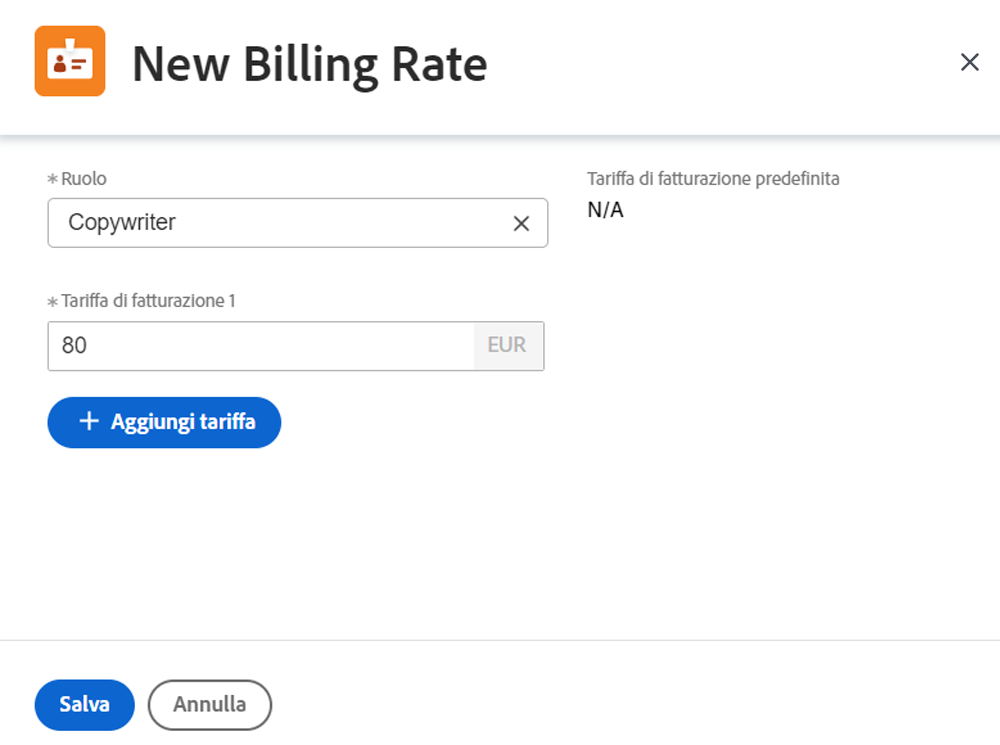 New Billing Rate
* Ruolo
Tariffa di fatturazione predefinita
Copywriter
N/A
* Tariffa di fatturazione 1
80 EUR
+ Aggiungi tariffa
Salva
Annulla